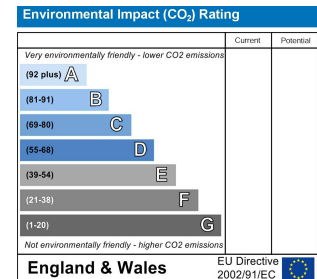 Environmental Impact (CO₂) Rating
Current Potential
Very environmentally friendly - lower CO2 emissions
(92 plus) A
(81-91) B
(69-80) C
(55-68) D
(39-54) E
(21-38) F
(1-20) G
Not environmentally friendly - higher CO2 emissions
England & Wales
EU Directive
2002/91/EC